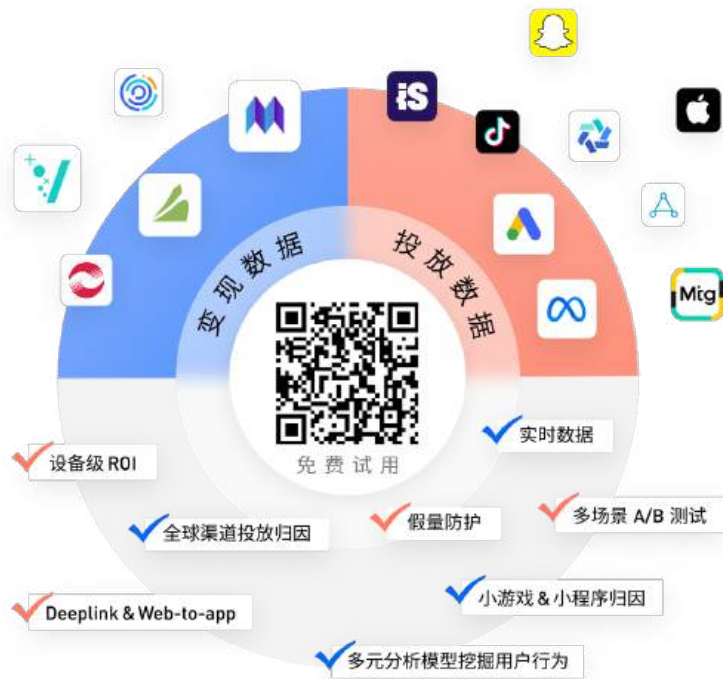 iS
Mtg
变现数据
投放数据
免费试用
实时数据
设备级 ROI
多场景 A/B 测试
全球渠道投放归因
假量防护
小游戏 & 小程序归因
Deeplink & Web-to-app
多元分析模型挖掘用户行为